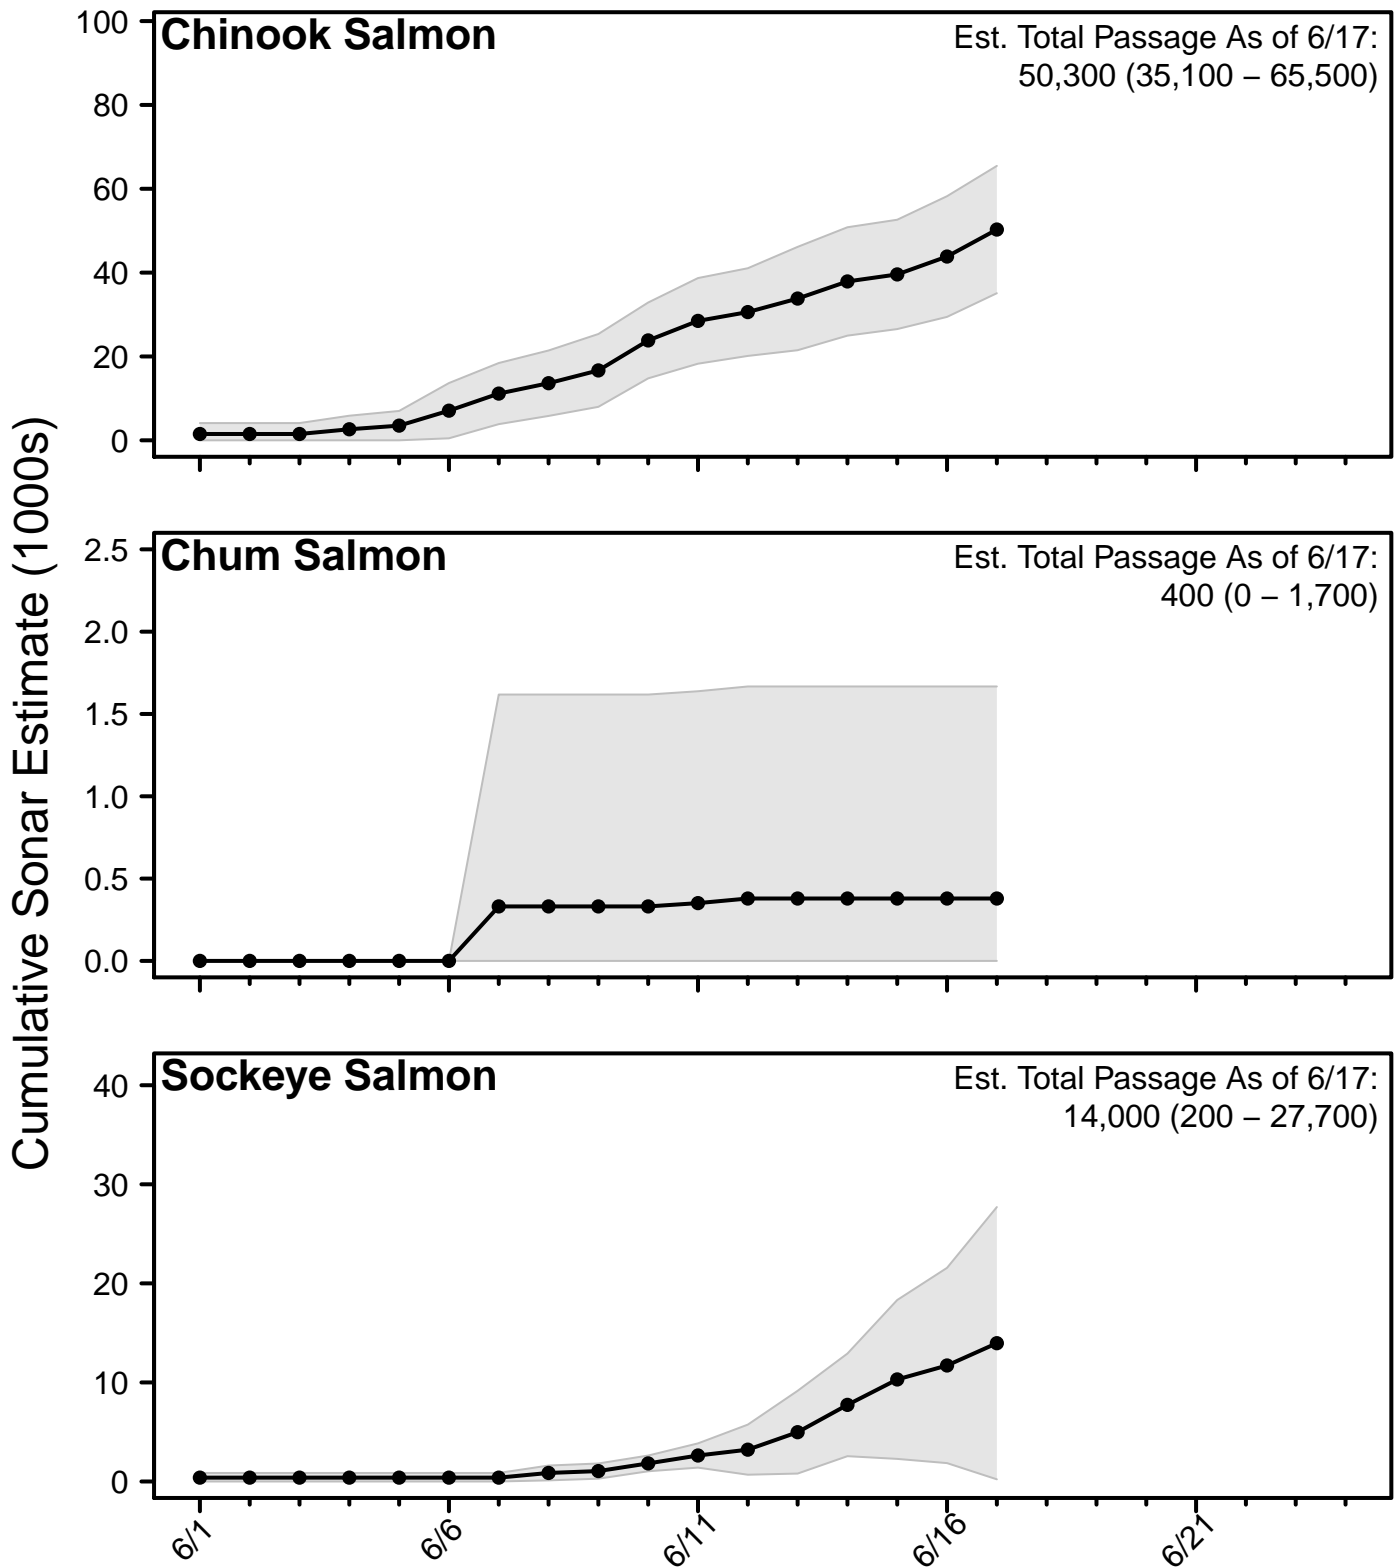 Cumulative Sonar Estimate (1000s)
Chinook Salmon
Est. Total Passage As of 6/17:
50,300 (35,100 – 65,500)
100
80
60
40
20
0
Chum Salmon
Est. Total Passage As of 6/17:
400 (0 – 1,700)
2.5
2.0
1.5
1.0
0.5
0.0
Sockeye Salmon
Est. Total Passage As of 6/17:
14,000 (200 – 27,700)
40
30
20
10
0
6/1
6/6
6/11
6/16
6/21